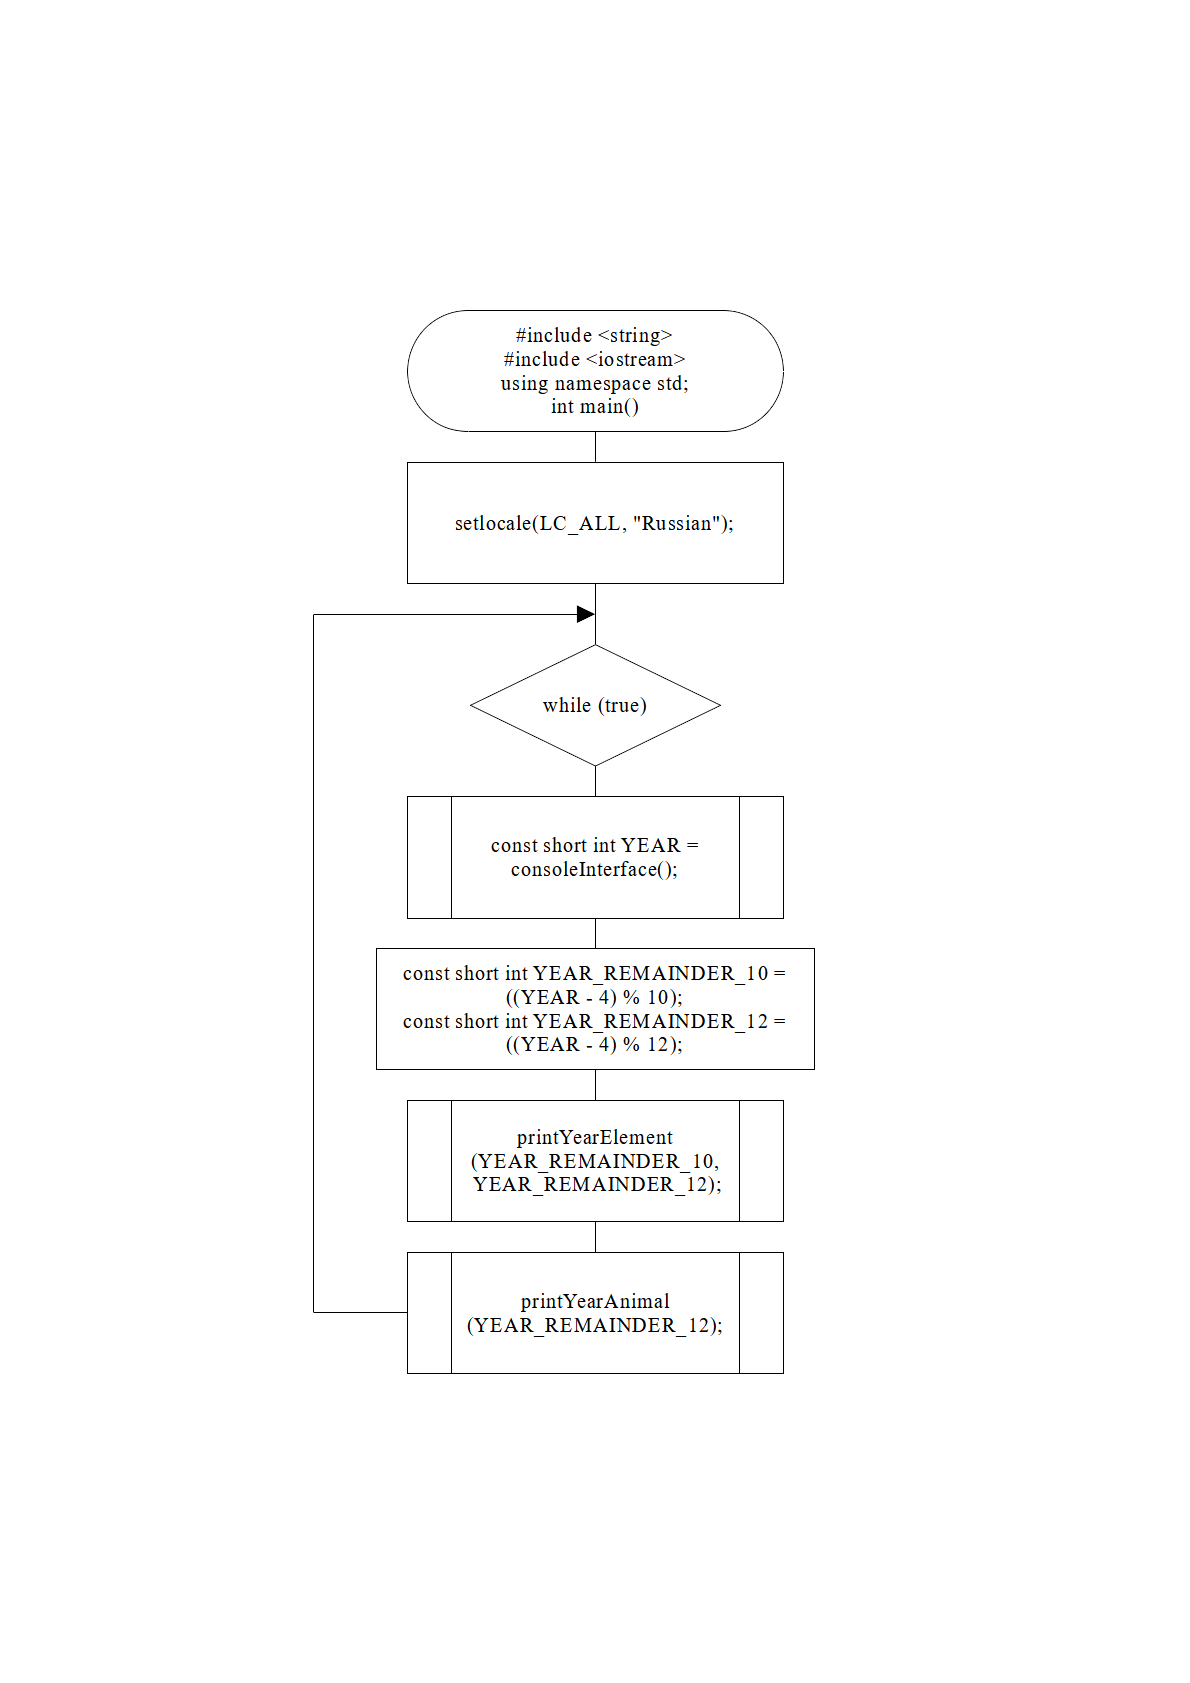 #include <string>
#include <iostream>
using namespace std;
int main()
setlocale(LC_ALL, "Russian");
while (true)
const short int YEAR =
consoleInterface();
const short int YEAR_REMAINDER_10 =
((YEAR - 4) % 10);
const short int YEAR_REMAINDER_12 =
((YEAR - 4) % 12);
printYearElement
(YEAR_REMAINDER_10,
YEAR_REMAINDER_12);
printYearAnimal
(YEAR_REMAINDER_12);